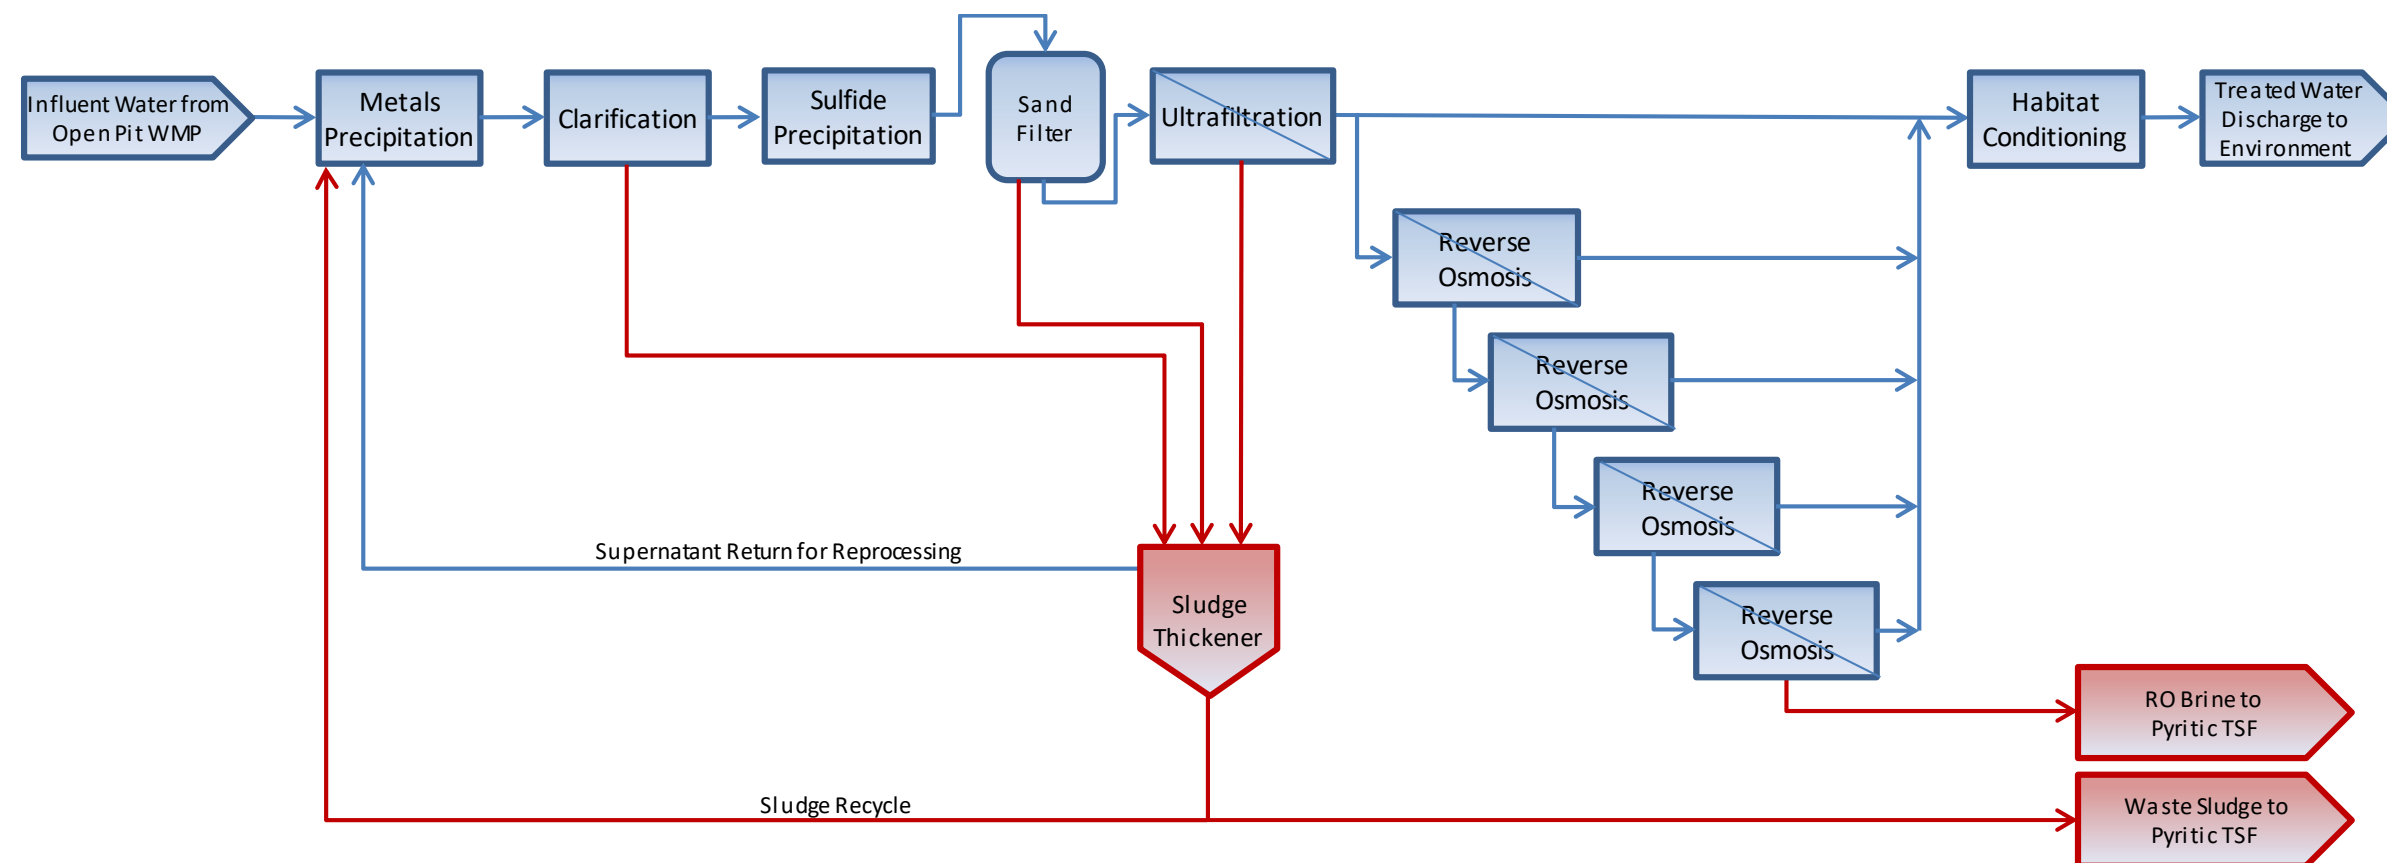 Influent Water from
Open Pit WMP
Metals
Precipitation
Clarification
Sulfide
Precipitation
Sand
Filter
Ultrafiltration
Habitat
Conditioning
Treated Water
Discharge to
Environment
Reverse
Osmosis
Reverse
Osmosis
Reverse
Osmosis
Reverse
Osmosis
Supernatant Return for Reprocessing
Sludge
Thickener
RO Brine to
Pyritic TSF
Sludge Recycle
Waste Sludge to
Pyritic TSF